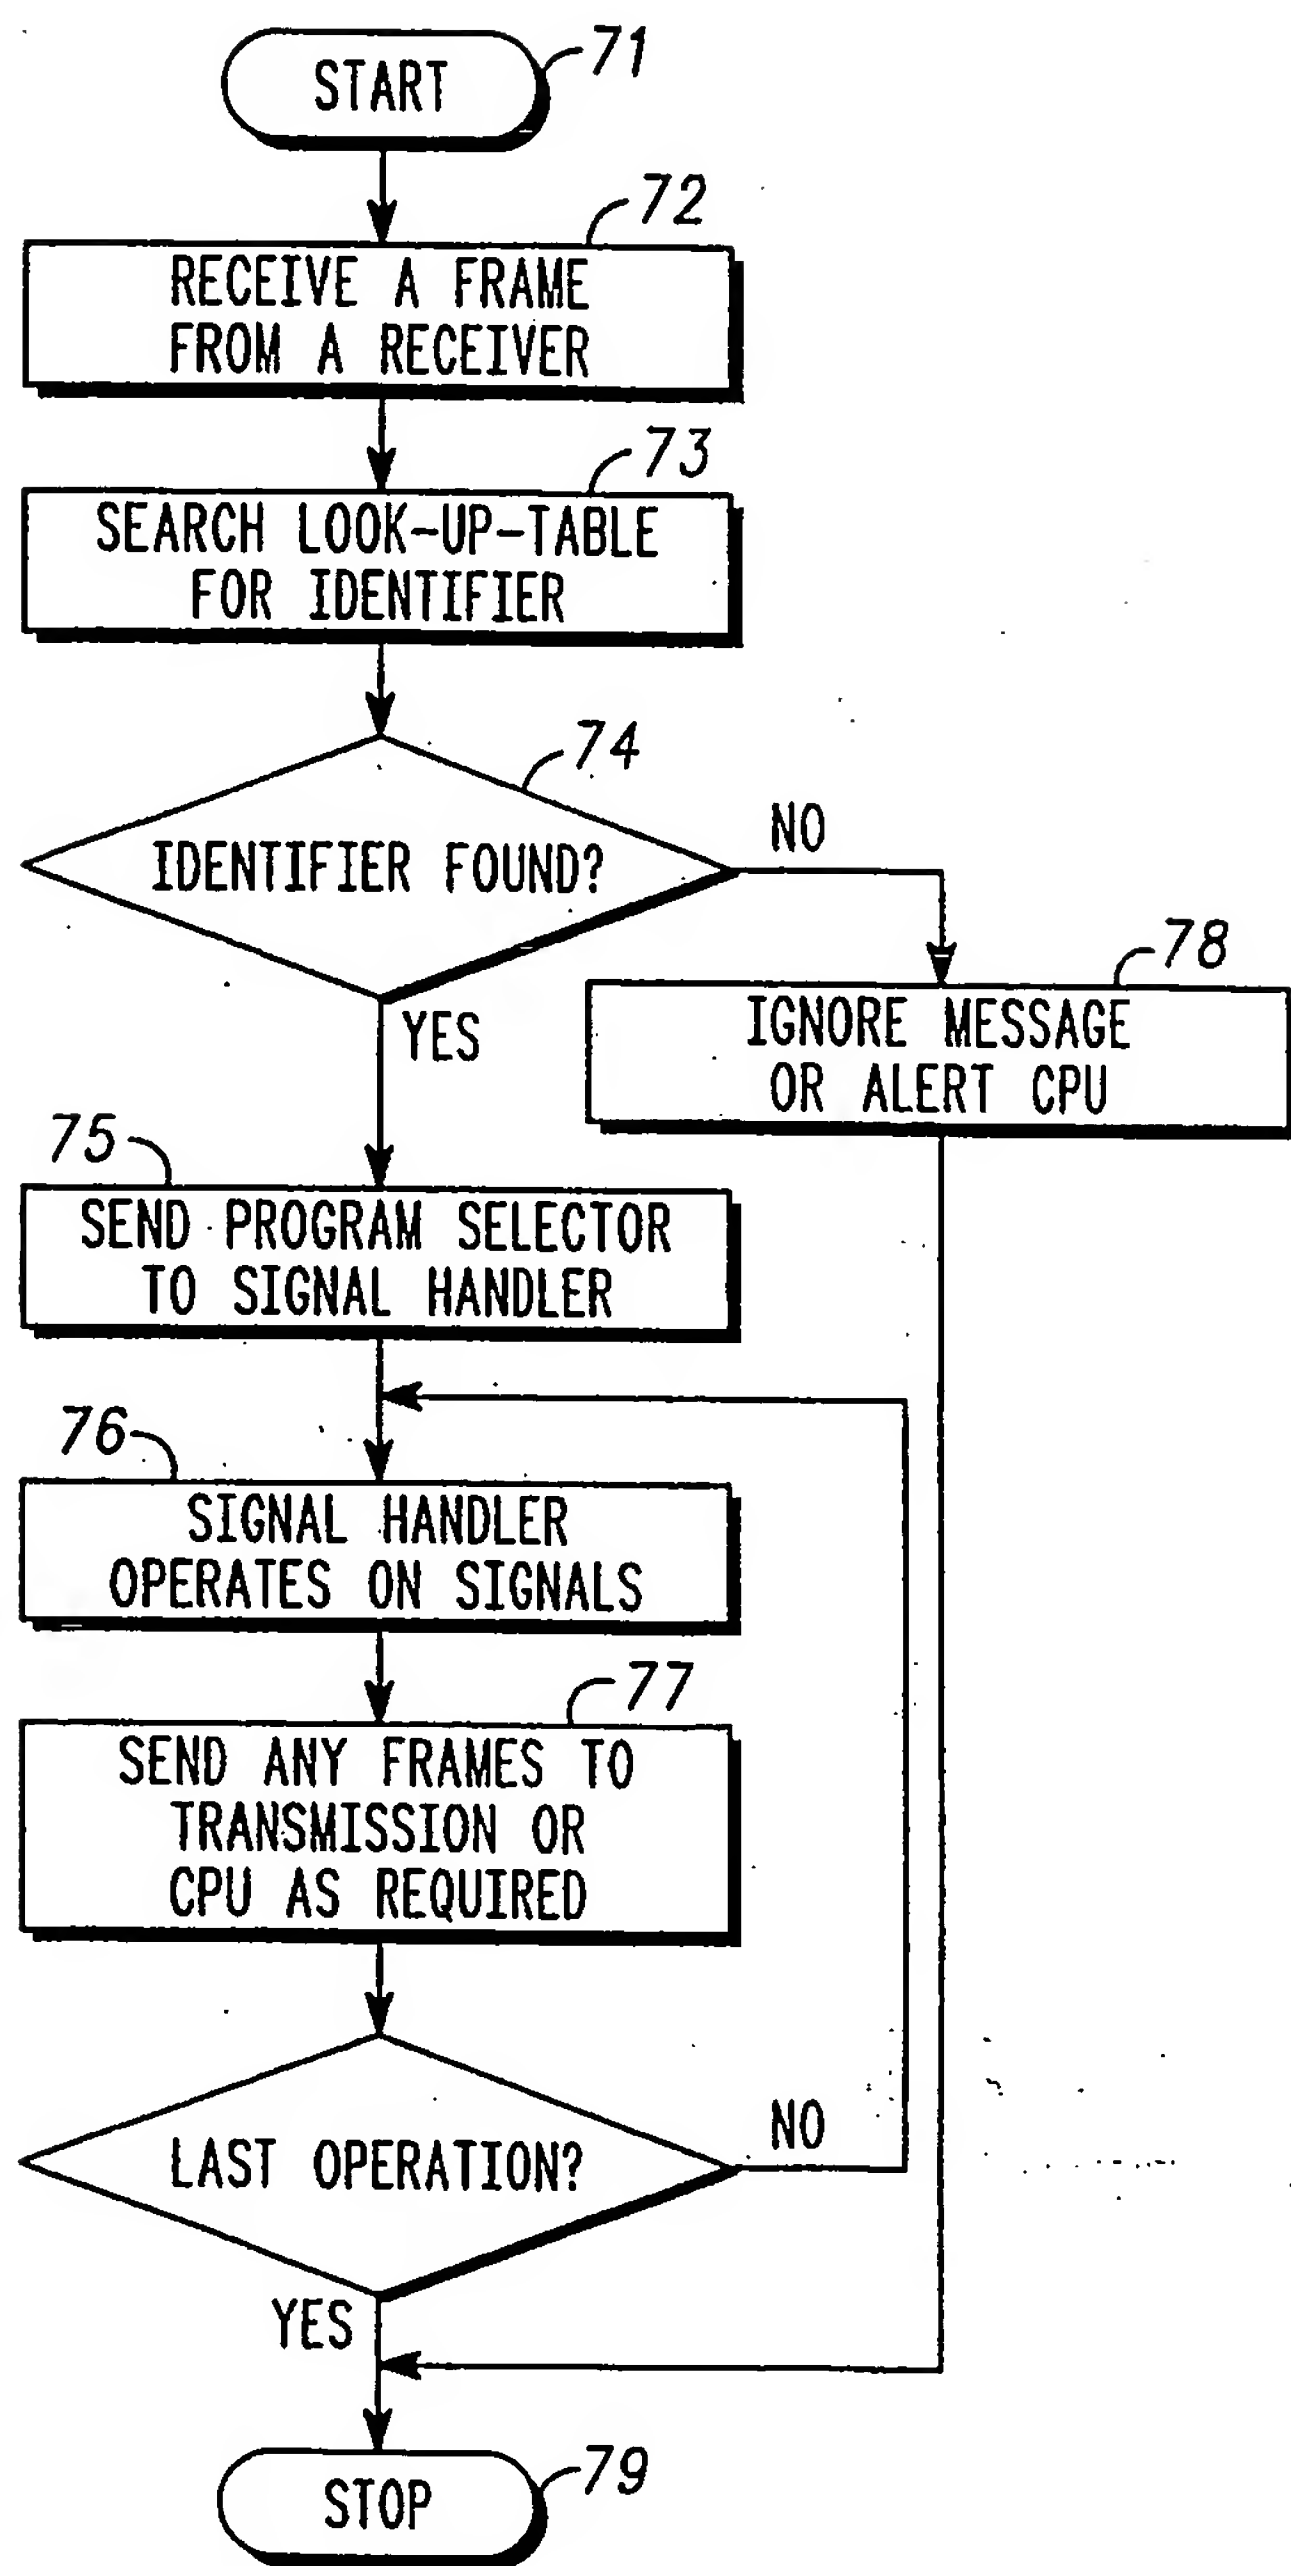 START
71
72
RECEIVE A FRAME
FROM A RECEIVER
73
SEARCH LOOK-UP-TABLE
FOR IDENTIFIER
74
IDENTIFIER FOUND?
NO
YES
78
IGNORE MESSAGE
OR ALERT CPU
75
SEND PROGRAM SELECTOR
TO SIGNAL HANDLER
76
SIGNAL HANDLER
OPERATES ON SIGNALS
77
SEND ANY FRAMES TO
TRANSMISSION OR
CPU AS REQUIRED
LAST OPERATION?
NO
YES
STOP
79